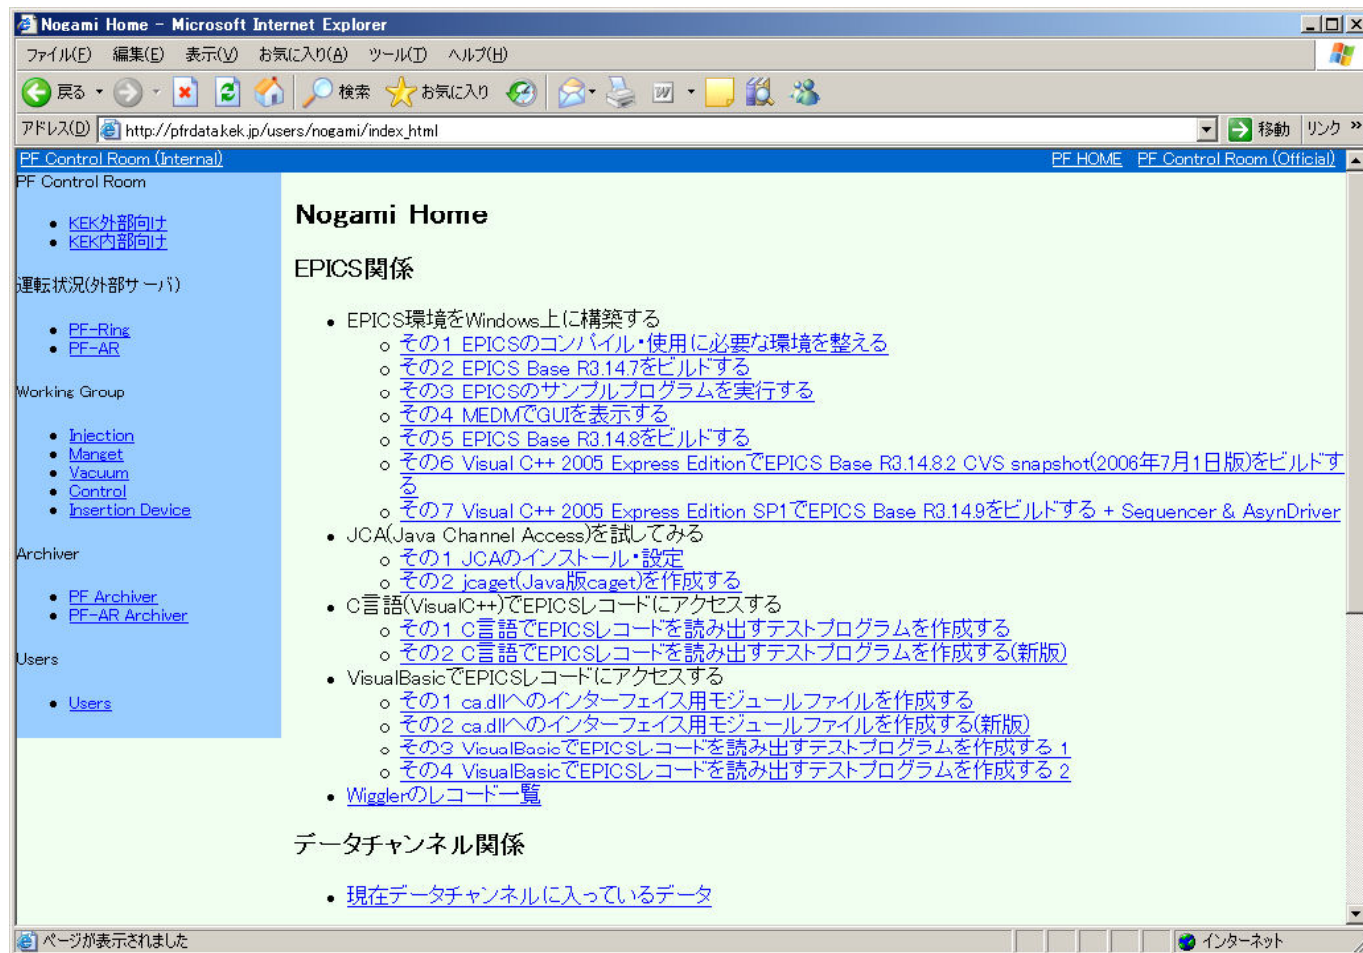 Nogami Home - Microsoft Internet Explorer
ファイル(F) 編集(E) 表示(V) お気に入り(A) ツール(T) ヘルプ(H)
戻る 検索 お気に入り
アドレス(D) http://pfrdata.kek.jp/users/nogami/index_html 移動 リンク »
PF Control Room (Internal) PF HOME PF Control Room (Official)
PF Control Room
KEK外部向け
KEK内部向け
運転状況(外部サーバ)
PF-Ring
PF-AR
Working Group
Injection
Manget
Vacuum
Control
Insertion Device
Archiver
PF Archiver
PF-AR Archiver
Users
Users
Nogami Home
EPICS関係
EPICS環境をWindows上に構築する
その1 EPICSのコンパイル・使用に必要な環境を整える
その2 EPICS Base R3.14.7をビルドする
その3 EPICSのサンプルプログラムを実行する
その4 MEDMでGUIを表示する
その5 EPICS Base R3.14.8をビルドする
その6 Visual C++ 2005 Express EditionでEPICS Base R3.14.8.2 CVS snapshot(2006年7月1日版)をビルドす
る
その7 Visual C++ 2005 Express Edition SP1でEPICS Base R3.14.9をビルドする + Sequencer & AsynDriver
JCA(Java Channel Access)を試してみる
その1 JCAのインストール・設定
その2 jcaget(Java版caget)を作成する
C言語(VisualC++)でEPICSレコードにアクセスする
その1 C言語でEPICSレコードを読み出すテストプログラムを作成する
その2 C言語でEPICSレコードを読み出すテストプログラムを作成する(新版)
VisualBasicでEPICSレコードにアクセスする
その1 ca.dllへのインターフェイス用モジュールファイルを作成する
その2 ca.dllへのインターフェイス用モジュールファイルを作成する(新版)
その3 VisualBasicでEPICSレコードを読み出すテストプログラムを作成する 1
その4 VisualBasicでEPICSレコードを読み出すテストプログラムを作成する 2
Wigglerのレコード一覧
データチャンネル関係
現在データチャンネルに入っているデータ
ページが表示されました インターネット